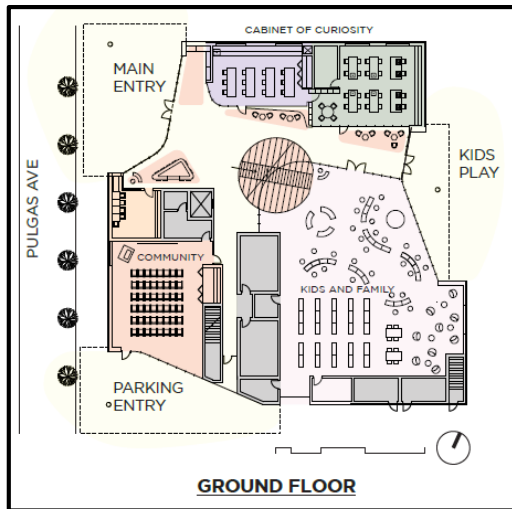 CABINET OF CURIOSITY
MAIN
ENTRY
KIDS
PLAY
PULGAS AVE
COMMUNITY
KIDS AND FAMILY
PARKING
ENTRY
GROUND FLOOR